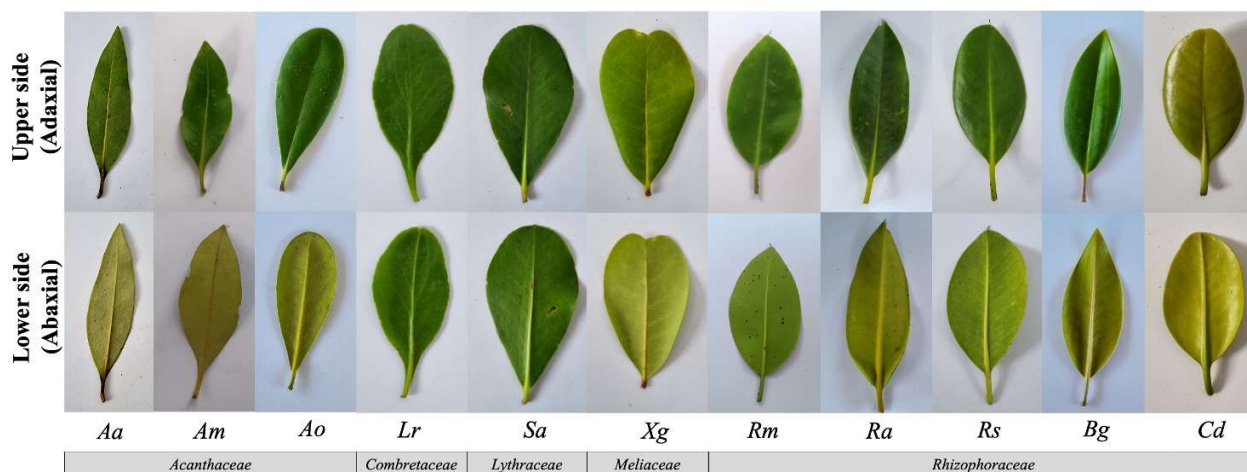 Upper side
(Adaxial)
Lower side
(Abaxial)
Aa Am Ao Lr Sa Xg Rm Ra Rs Bg Cd
Acanthaceae Combretaceae Lythraceae Meliaceae Rhizophoraceae